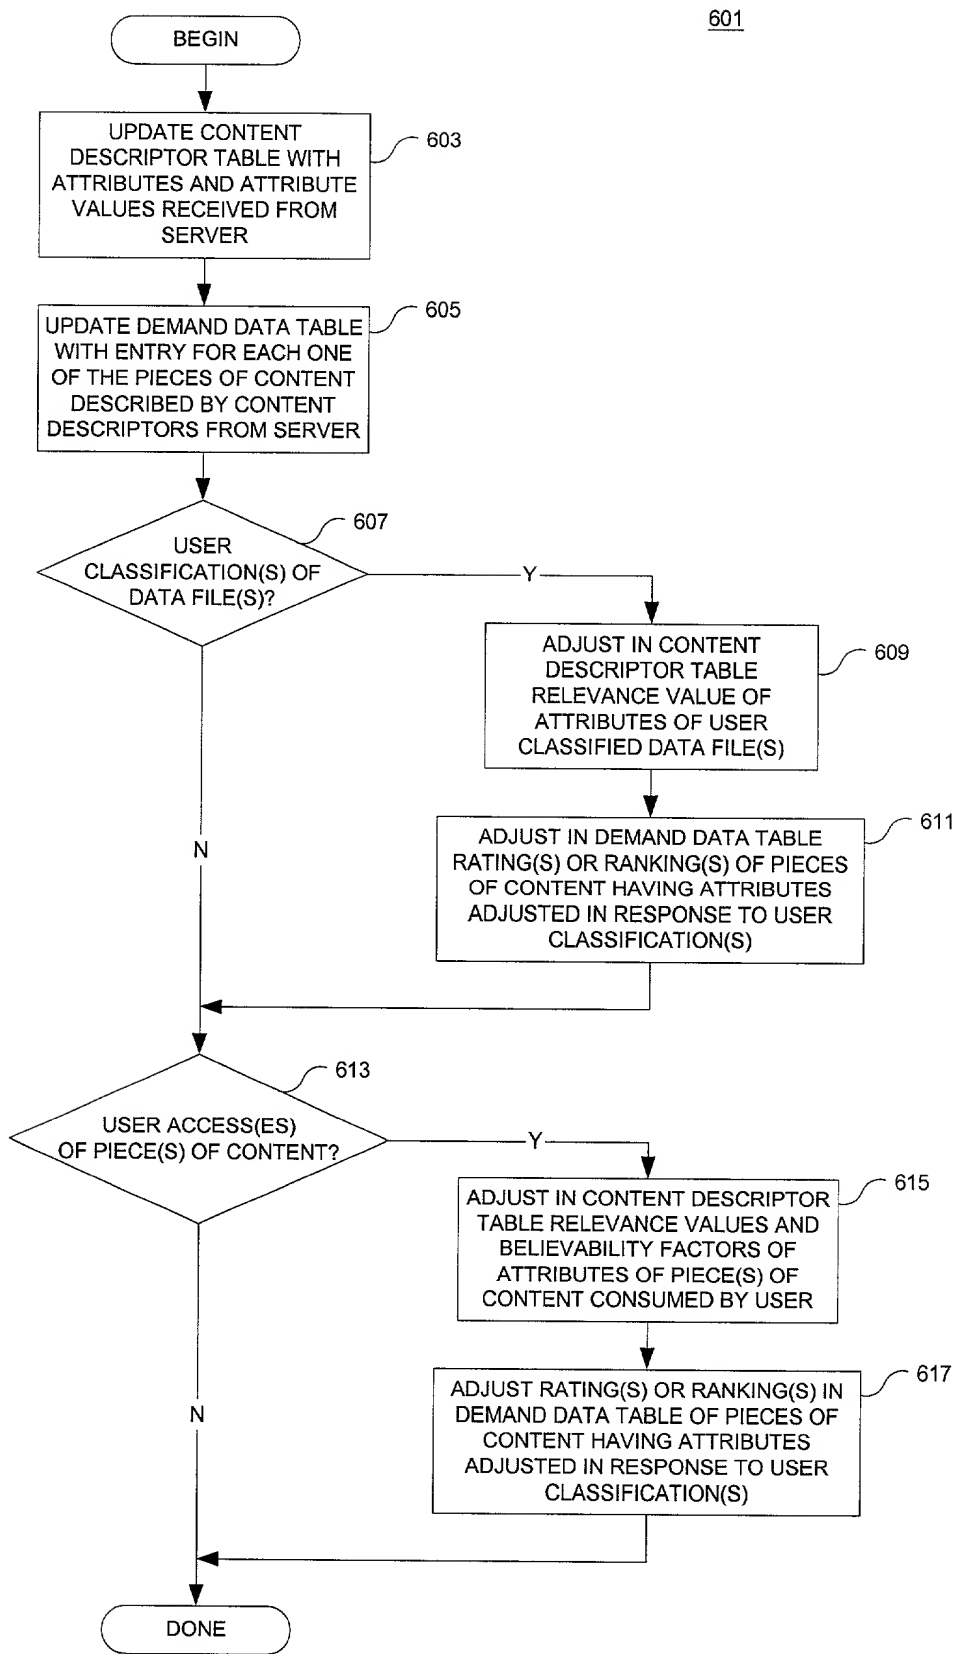 601
BEGIN
UPDATE CONTENT
DESCRIPTOR TABLE WITH
ATTRIBUTES AND ATTRIBUTE
VALUES RECEIVED FROM
SERVER
603
UPDATE DEMAND DATA TABLE
WITH ENTRY FOR EACH ONE
OF THE PIECES OF CONTENT
DESCRIBED BY CONTENT
DESCRIPTORS FROM SERVER
605
USER
CLASSIFICATION(S) OF
DATA FILE(S)?
607
Y
ADJUST IN CONTENT
DESCRIPTOR TABLE
RELEVANCE VALUE OF
ATTRIBUTES OF USER
CLASSIFIED DATA FILE(S)
609
ADJUST IN DEMAND DATA TABLE
RATING(S) OR RANKING(S) OF PIECES
OF CONTENT HAVING ATTRIBUTES
ADJUSTED IN RESPONSE TO USER
CLASSIFICATION(S)
611
N
USER ACCESS(ES)
OF PIECE(S) OF CONTENT?
613
Y
ADJUST IN CONTENT DESCRIPTOR
TABLE RELEVANCE VALUES AND
BELIEVABILITY FACTORS OF
ATTRIBUTES OF PIECE(S) OF
CONTENT CONSUMED BY USER
615
ADJUST RATING(S) OR RANKING(S) IN
DEMAND DATA TABLE OF PIECES OF
CONTENT HAVING ATTRIBUTES
ADJUSTED IN RESPONSE TO USER
CLASSIFICATION(S)
617
N
DONE